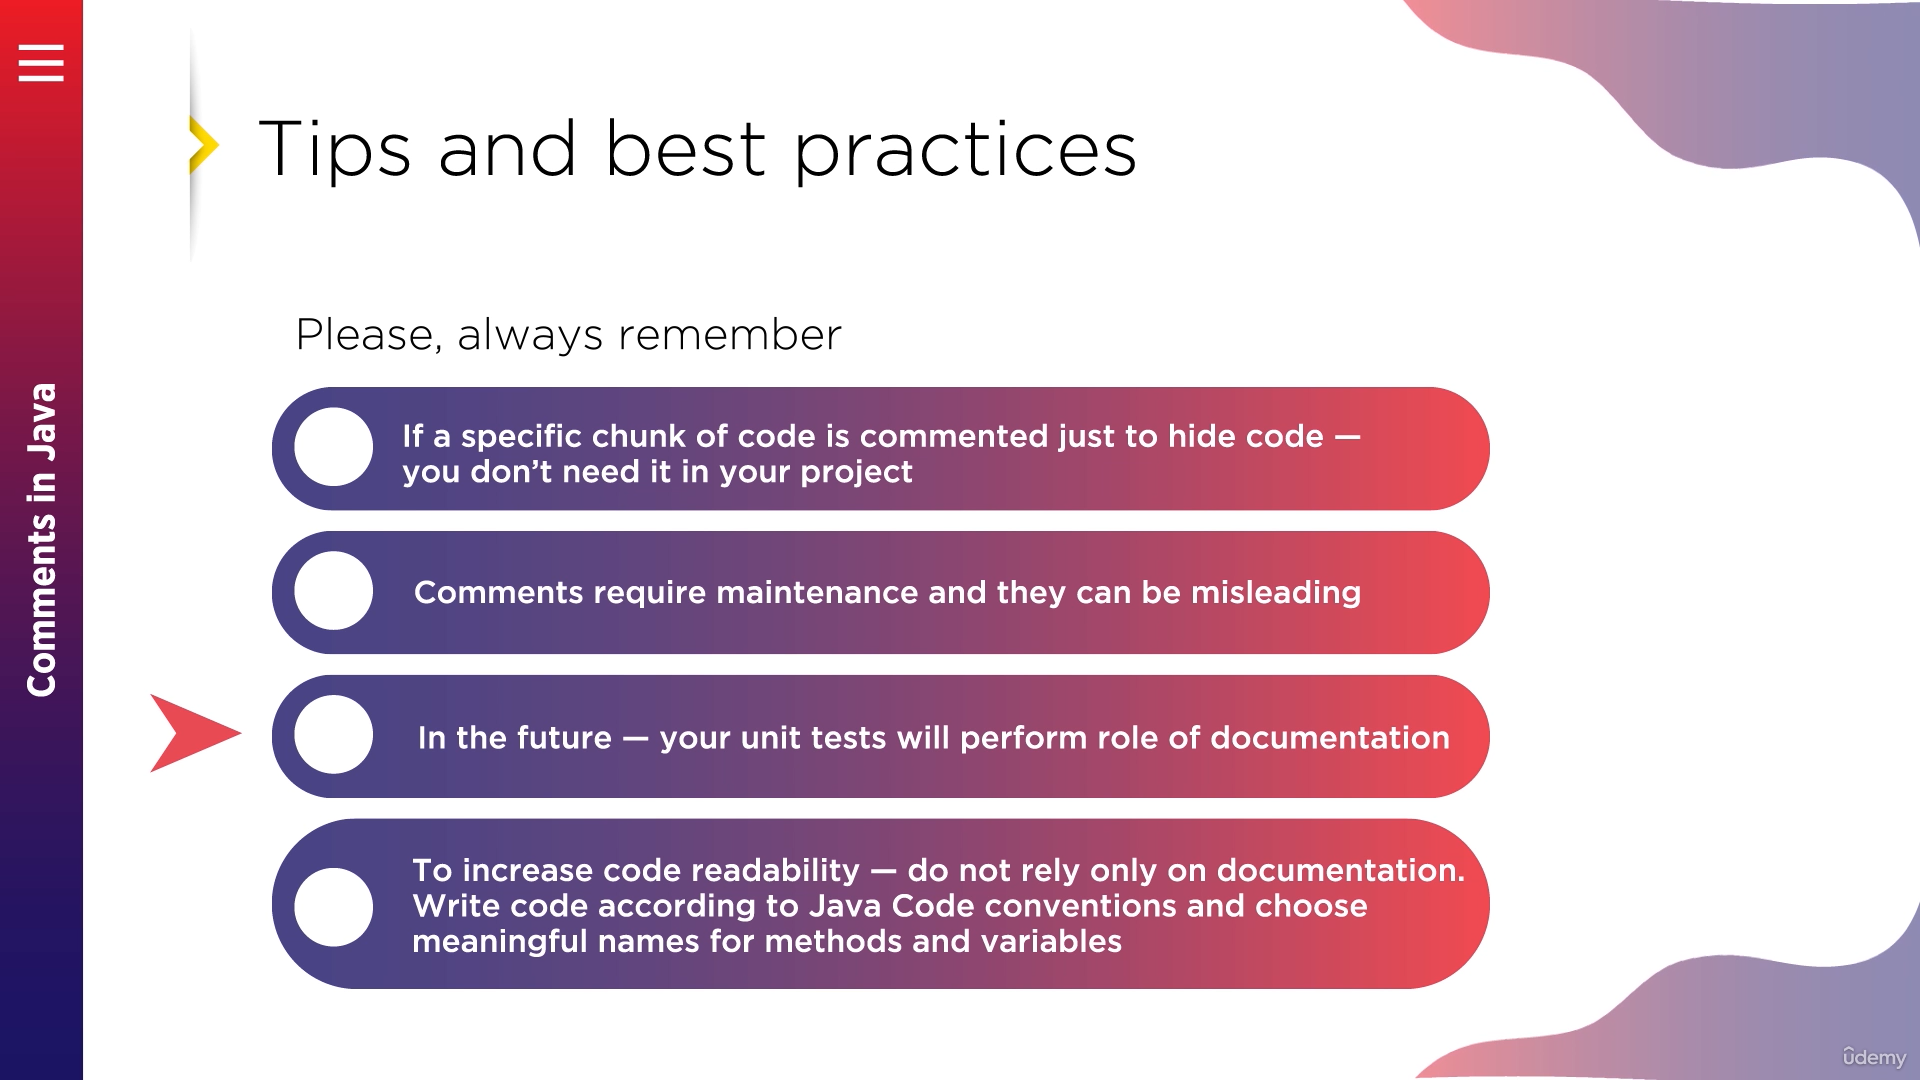 Tips and best practices
Comments in Java
Please, always remember
If a specific chunk of code is commented just to hide code —
you don’t need it in your project
Comments require maintenance and they can be misleading
In the future — your unit tests will perform role of documentation
To increase code readability — do not rely only on documentation.
Write code according to Java Code conventions and choose
meaningful names for methods and variables
ûdemy